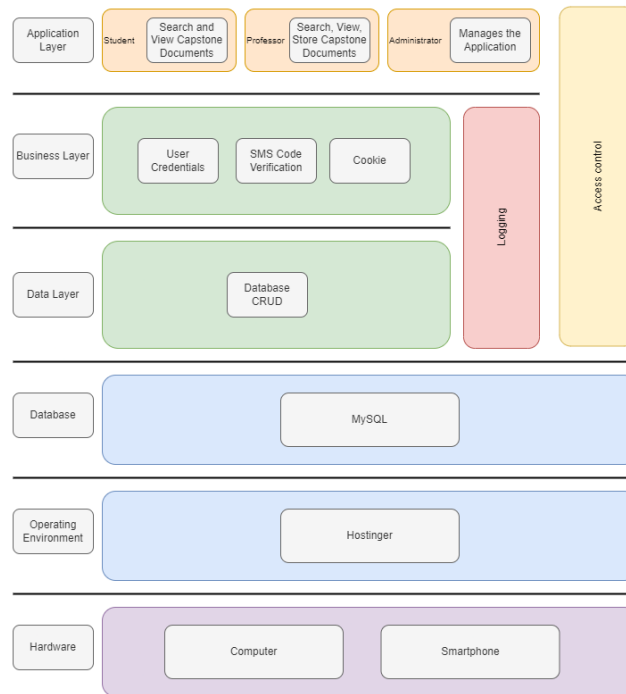 Application
Layer
Student
Search and
View Capstone
Documents
Professor
Search, View,
Store Capstone
Documents
Administrator
Manages the
Application
Access control
Business Layer
User
Credentials
SMS Code
Verification
Cookie
Logging
Data Layer
Database
CRUD
Database
MySQL
Operating
Environment
Hostinger
Hardware
Computer
Smartphone